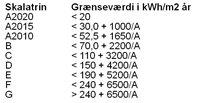 Skalatrin Grænseværdi i kWh/m2 år
A2020 < 20
A2015 < 30,0 + 1000/A
A2010 < 52,5 + 1650/A
B < 70,0 + 2200/A
C < 110 + 3200/A
D < 150 + 4200/A
E < 190 + 5200/A
F < 240 + 6500/A
G > 240 + 6500/A